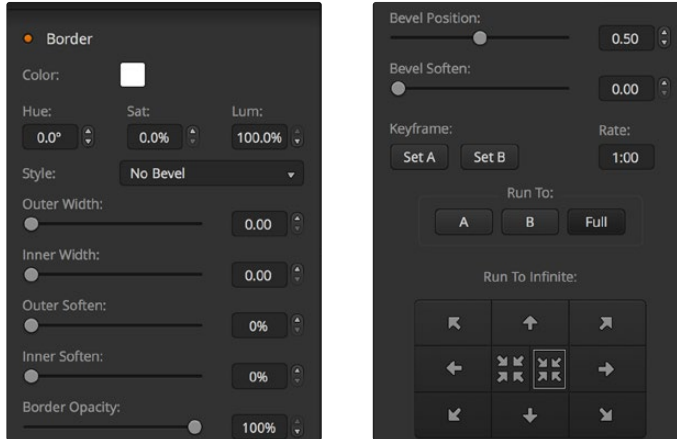 Border
Color:
Hue: Sat: Lum:
0.0° 0.0% 100.0%
Style: No Bevel
Outer Width:
0.00
Inner Width:
0.00
Outer Soften:
0%
Inner Soften:
0%
Border Opacity:
100%
Bevel Position:
0.50
Bevel Soften:
0.00
Keyframe: Rate:
Set A Set B 1:00
Run To:
A B Full
Run To Infinite: